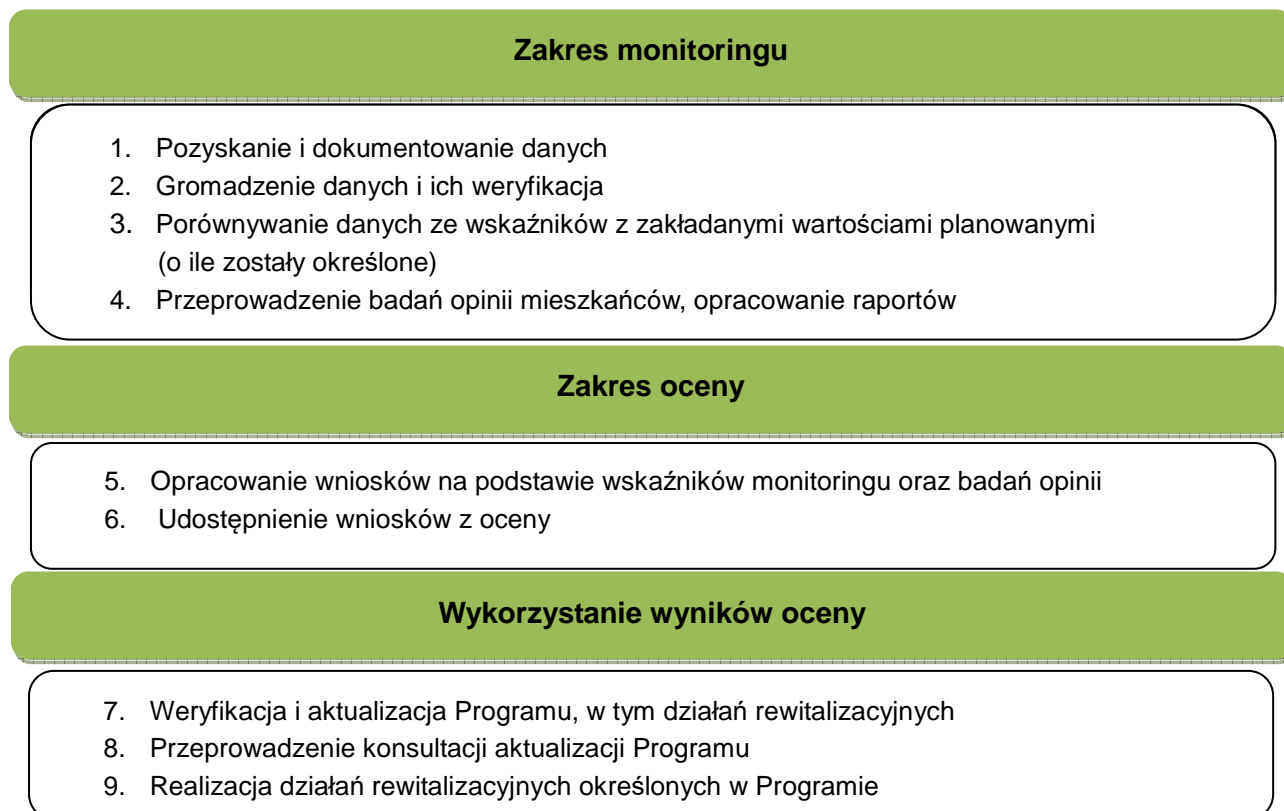 Zakres monitoringu
1. Pozyskanie i dokumentowanie danych
2. Gromadzenie danych i ich weryfikacja
3. Porównywanie danych ze wskaźników z zakładanymi wartościami planowanymi
(o ile zostały określone)
4. Przeprowadzenie badań opinii mieszkańców, opracowanie raportów
Zakres oceny
5. Opracowanie wniosków na podstawie wskaźników monitoringu oraz badań opinii
6. Udostępnienie wniosków z oceny
Wykorzystanie wyników oceny
7. Weryfikacja i aktualizacja Programu, w tym działań rewitalizacyjnych
8. Przeprowadzenie konsultacji aktualizacji Programu
9. Realizacja działań rewitalizacyjnych określonych w Programie